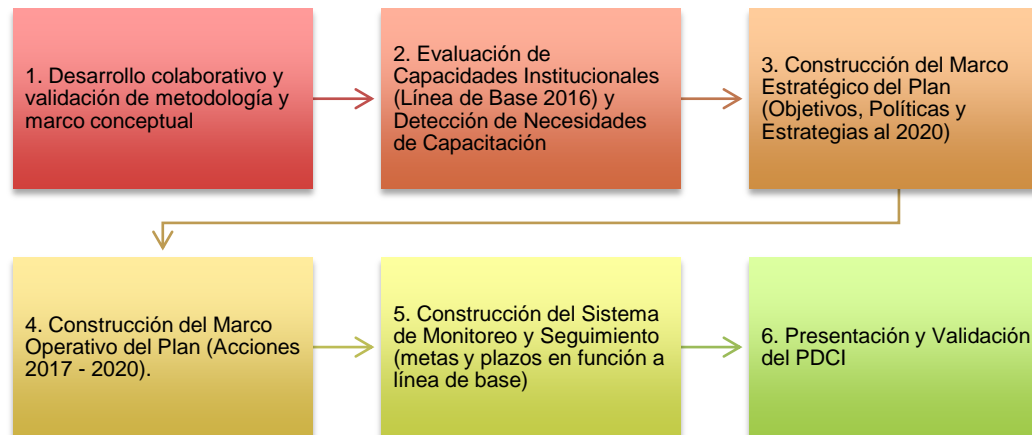 1. Desarrollo colaborativo y
validación de metodología y
marco conceptual
2. Evaluación de
Capacidades Institucionales
(Línea de Base 2016) y
Detección de Necesidades
de Capacitación
3. Construcción del Marco
Estratégico del Plan
(Objetivos, Políticas y
Estrategias al 2020)
4. Construcción del Marco
Operativo del Plan (Acciones
2017 - 2020).
5. Construcción del Sistema
de Monitoreo y Seguimiento
(metas y plazos en función a
línea de base)
6. Presentación y Validación
del PDCI